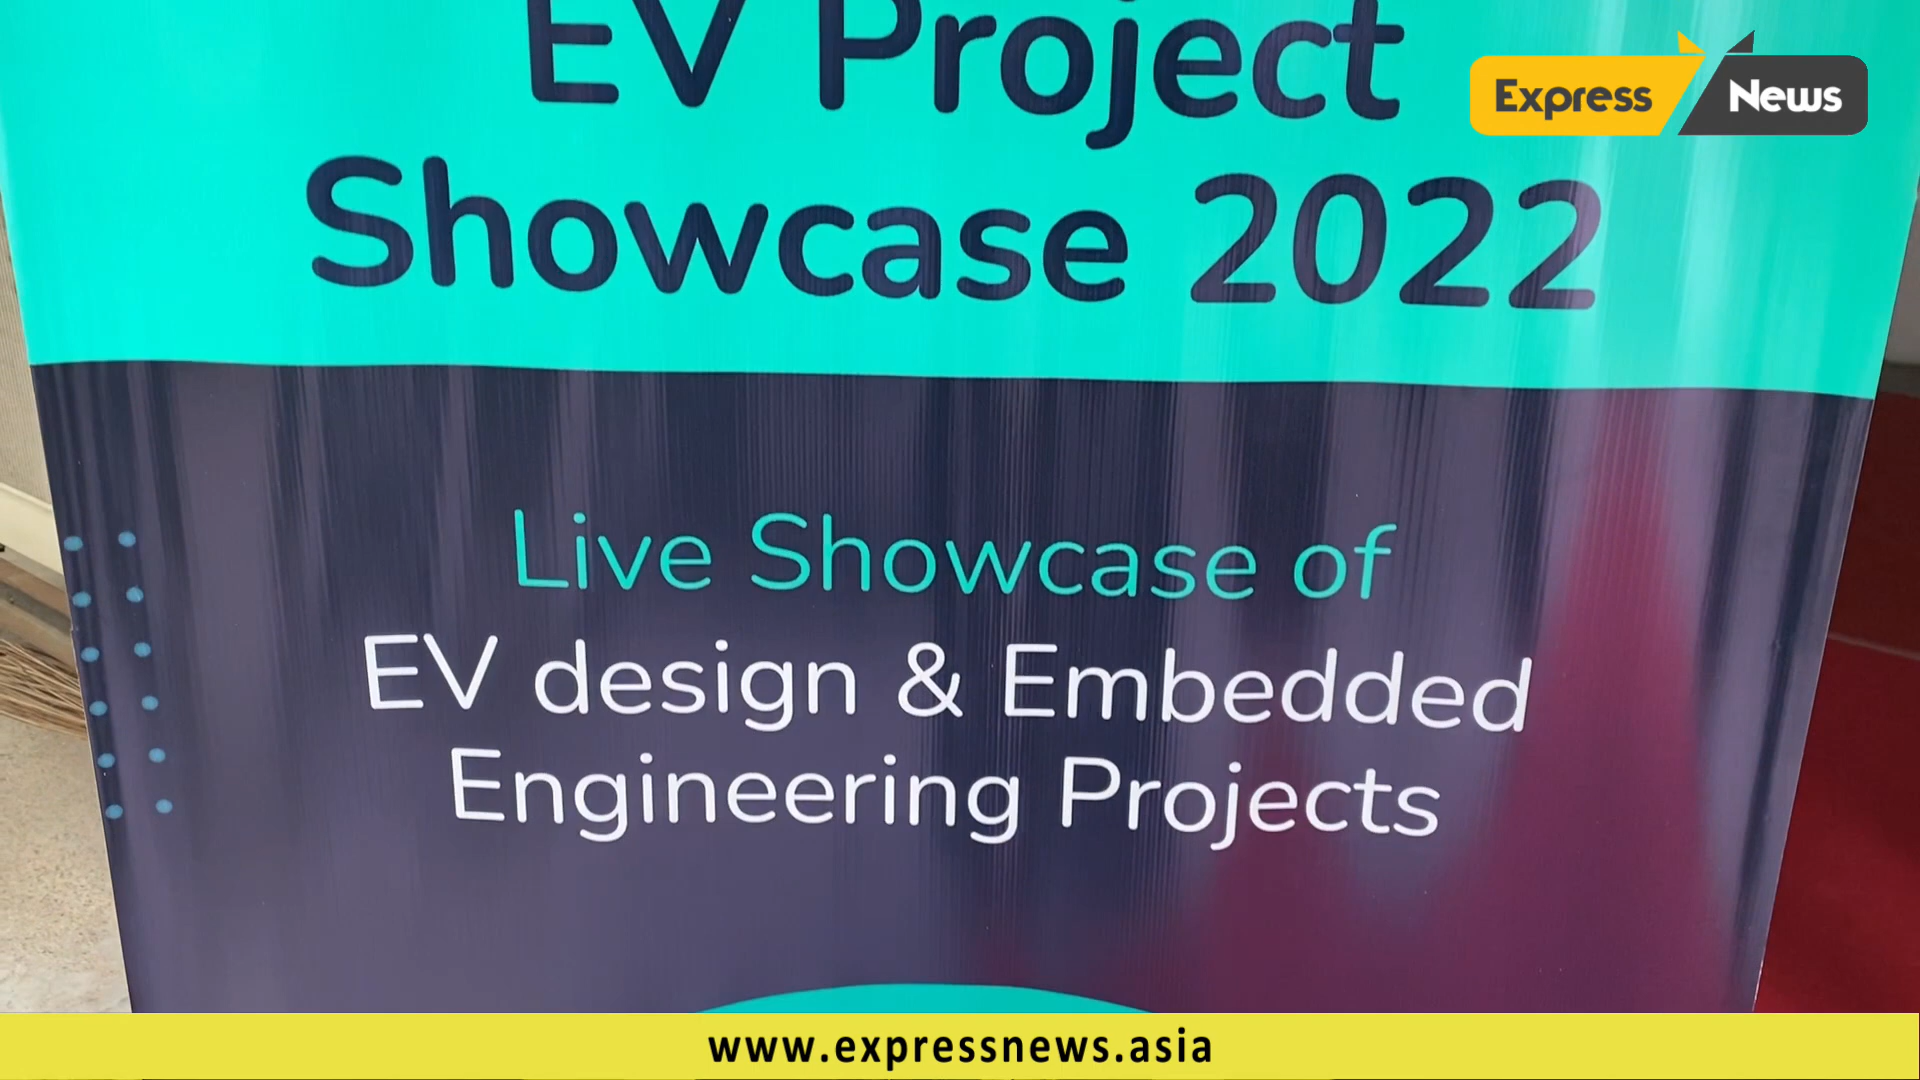 EV Project
Express News
Showcase 2022
Live Showcase of
EV design & Embedded
Engineering Projects
www.expressnews.asia